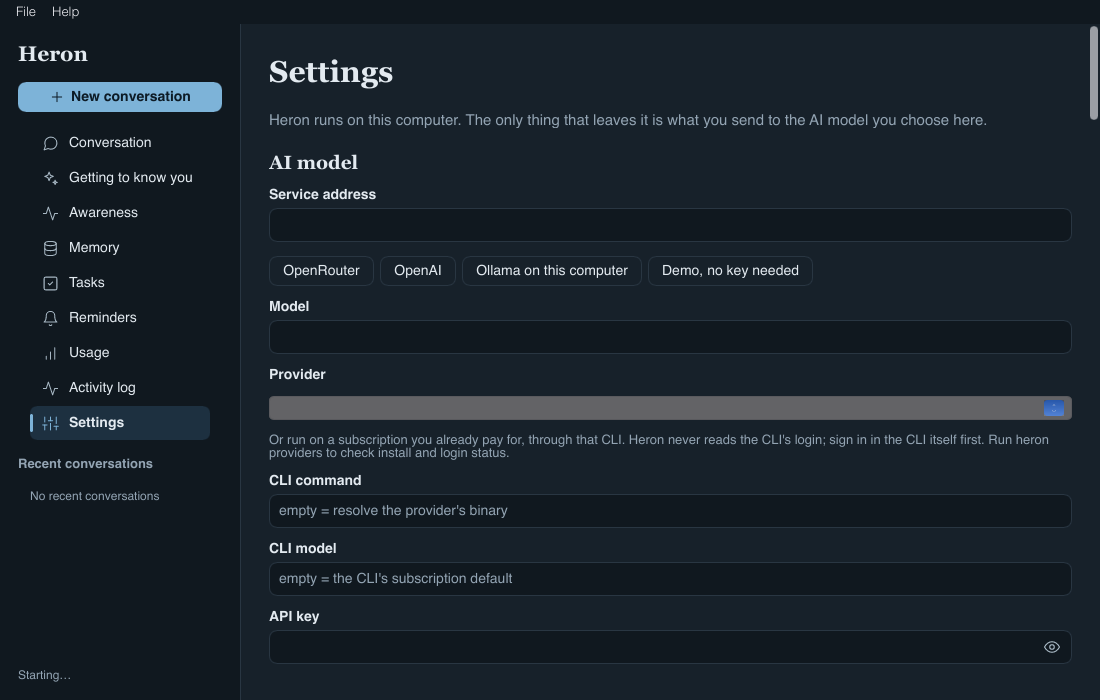 File Help
Heron
+ New conversation
Conversation
Getting to know you
Awareness
Memory
Tasks
Reminders
Usage
Activity log
Settings
Recent conversations
No recent conversations
Starting…
Settings
Heron runs on this computer. The only thing that leaves it is what you send to the AI model you choose here.
AI model
Service address
OpenRouter OpenAI Ollama on this computer Demo, no key needed
Model
Provider
Or run on a subscription you already pay for, through that CLI. Heron never reads the CLI's login; sign in in the CLI itself first. Run heron
providers to check install and login status.
CLI command
empty = resolve the provider's binary
CLI model
empty = the CLI's subscription default
API key